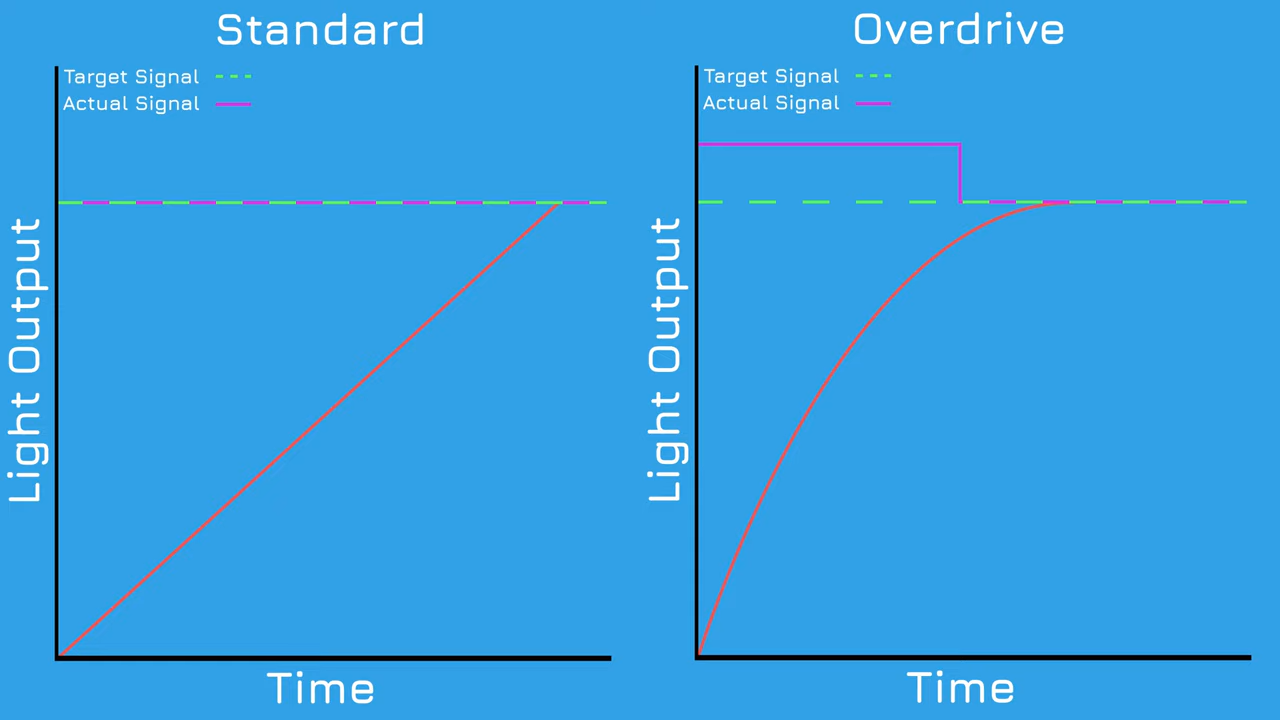 Standard
Target Signal
Actual Signal
Light Output
Time
Overdrive
Target Signal
Actual Signal
Light Output
Time